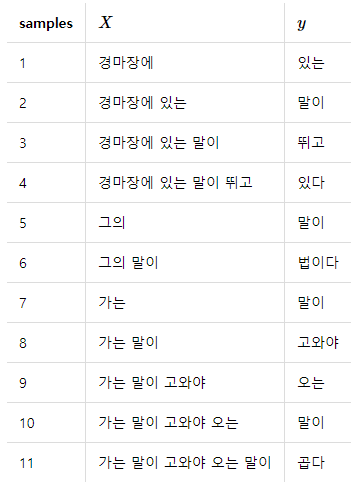 samples X y
1 경마장에 있는
2 경마장에 있는 말이
3 경마장에 있는 말이 뛰고
4 경마장에 있는 말이 뛰고 있다
5 그의 말이
6 그의 말이 법이다
7 가는 말이
8 가는 말이 고와야
9 가는 말이 고와야 오는
10 가는 말이 고와야 오는 말이
11 가는 말이 고와야 오는 말이 곱다